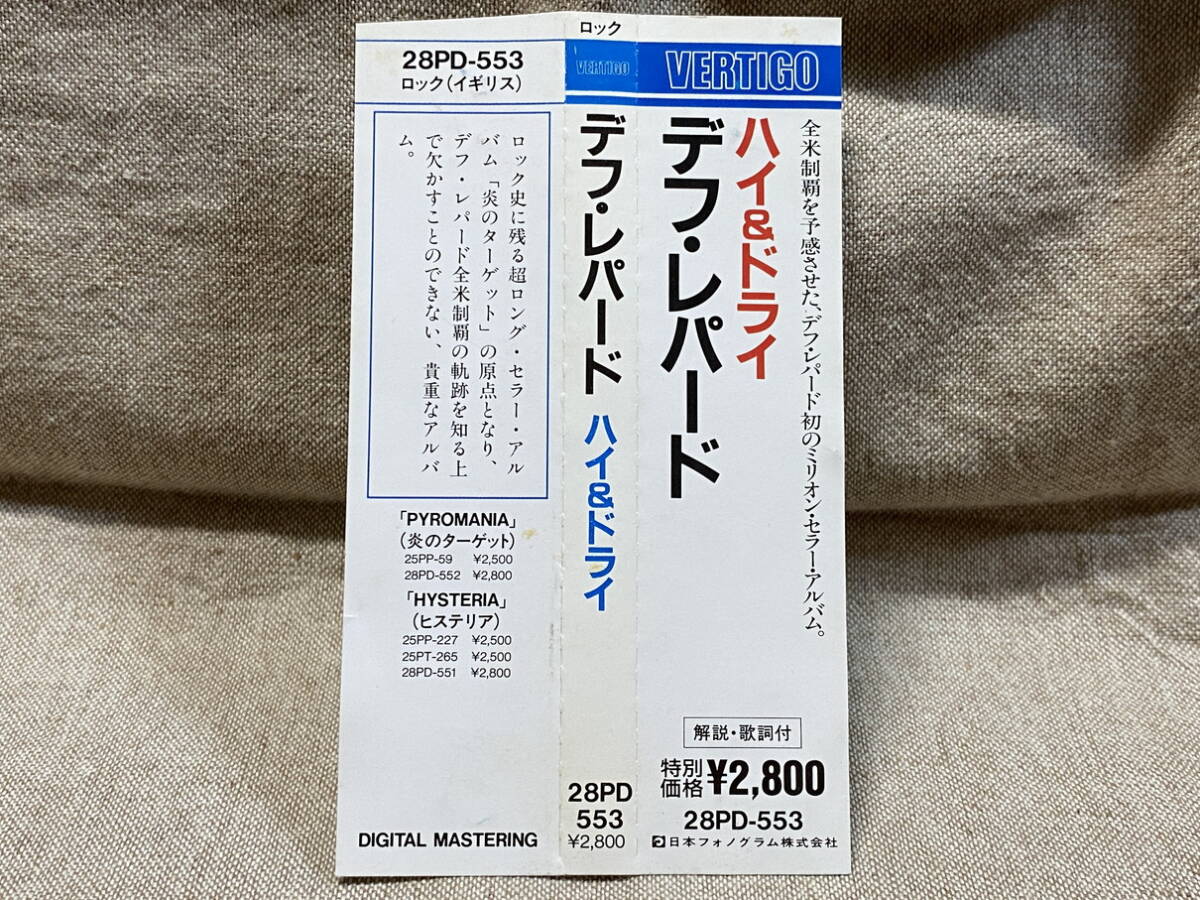 28PD-553
ロック(イギリス)
ロック史に残る超ロング・セラー・アル
バム「炎のターゲット」の原点となり、
デフ・レパード全米制覇の軌跡を知る上
で欠かすことのできない、貴重なアルバ
ム。
「PYROMANIA」
(炎のターゲット)
25PP-59 ¥2,500
28PD-552 ¥2,800
「HYSTERIA」
(ヒステリア)
25PP-227 ¥2,500
25PT-265 ¥2,500
28PD-551 ¥2,800
DIGITAL MASTERING
ロック
VERTIGO
デフ・レパード ハイ&ドライ
28PD
553
¥2,800
VERTIGO
全米制覇を予感させた、デフ・レパード初のミリオン・セラー・アルバム。
ハイ&ドライ
デフ・レパード
解説・歌詞付
特別価格 ¥2,800
28PD-553
日本フォノグラム株式会社